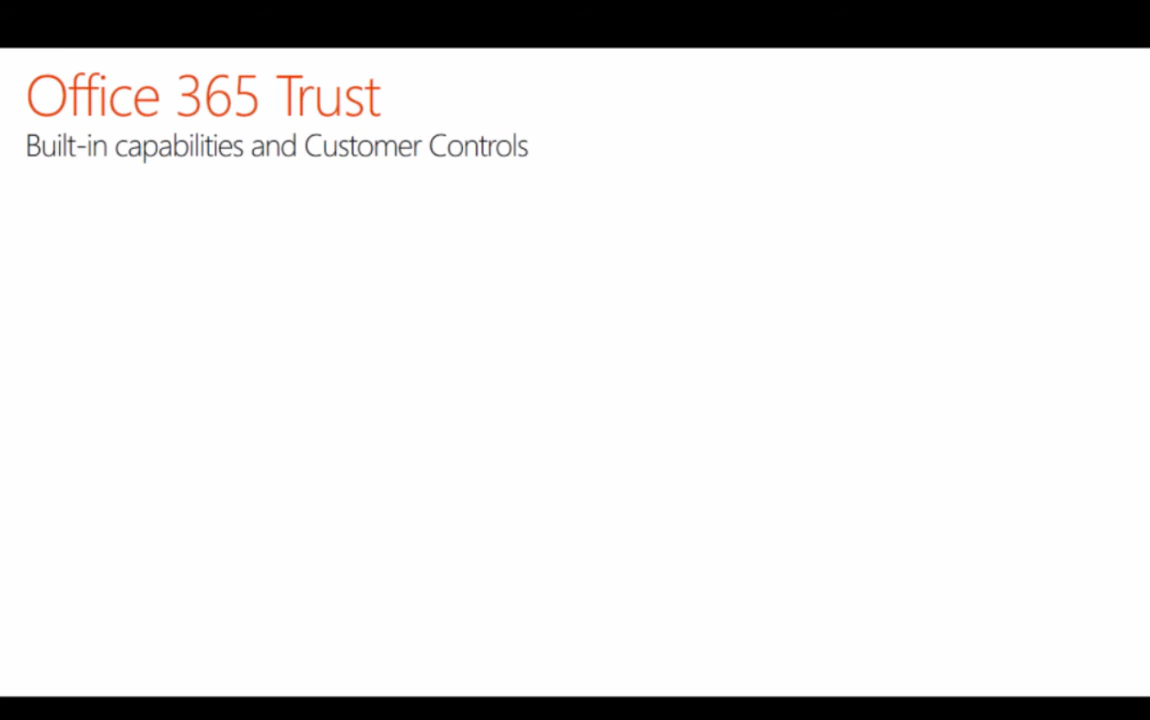 Office 365 Trust
Built-in capabilities and Customer Controls